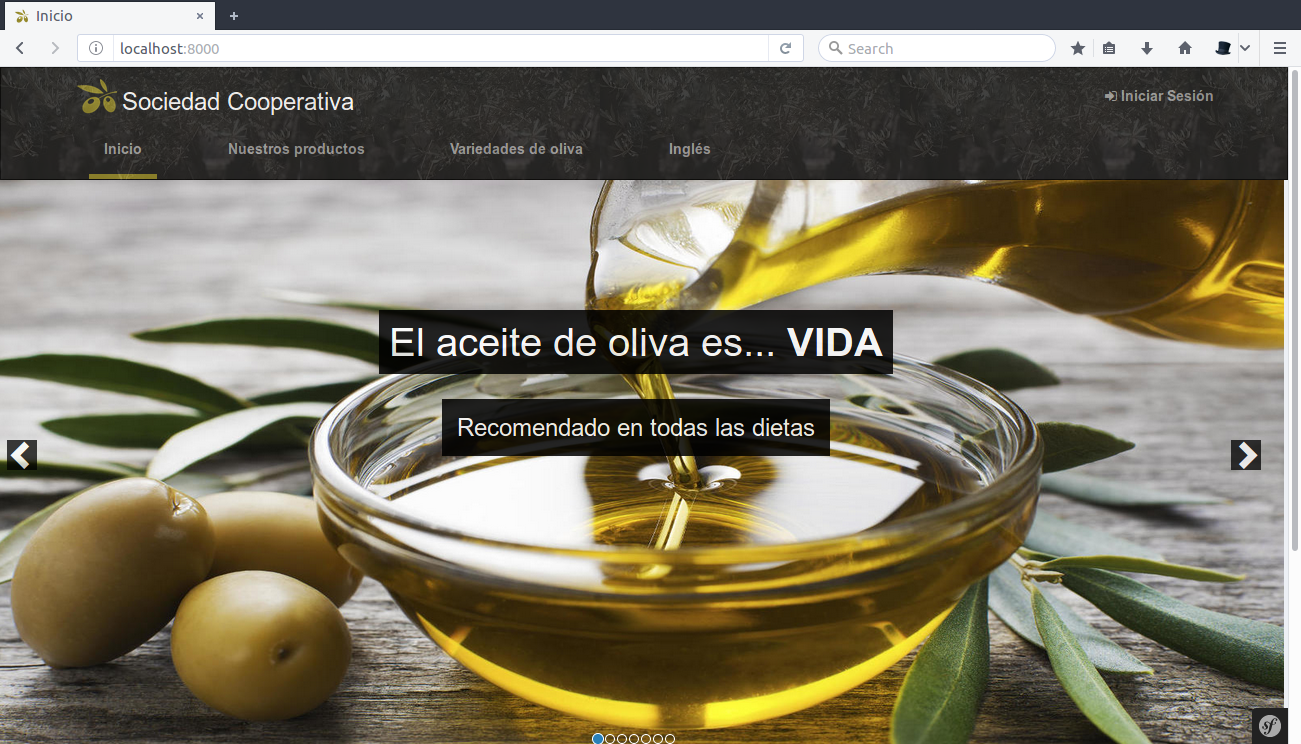 Inicio
localhost:8000
Search
Sociedad Cooperativa
Iniciar Sesión
Inicio
Nuestros productos
Variedades de oliva
Inglés
El aceite de oliva es... VIDA
Recomendado en todas las dietas
sf